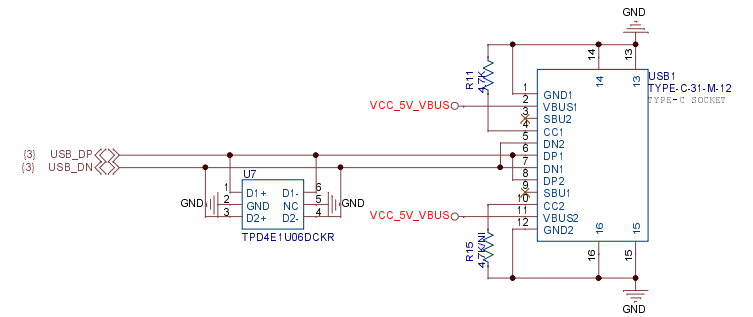 GND
14
13
R11
4.7K
USB1
TYPE-C-31-M-12
TYPE-C SOCKET
14
13
1 GND1
VCC_5V_VBUS
2 VBUS1
3 SBU2
4 CC1
5 DN2
{3} USB_DP
6 DP1
{3} USB_DN
7 DN1
U7
8 DP2
1 D1+ D1- 6
9 SBU1
GND 2 GND NC 5 GND
10 CC2
3 D2+ D2- 4
VCC_5V_VBUS
11 VBUS2
12 GND2
TPD4E1U06DCKR
R15
4.7K/NI
16
15
16
15
GND